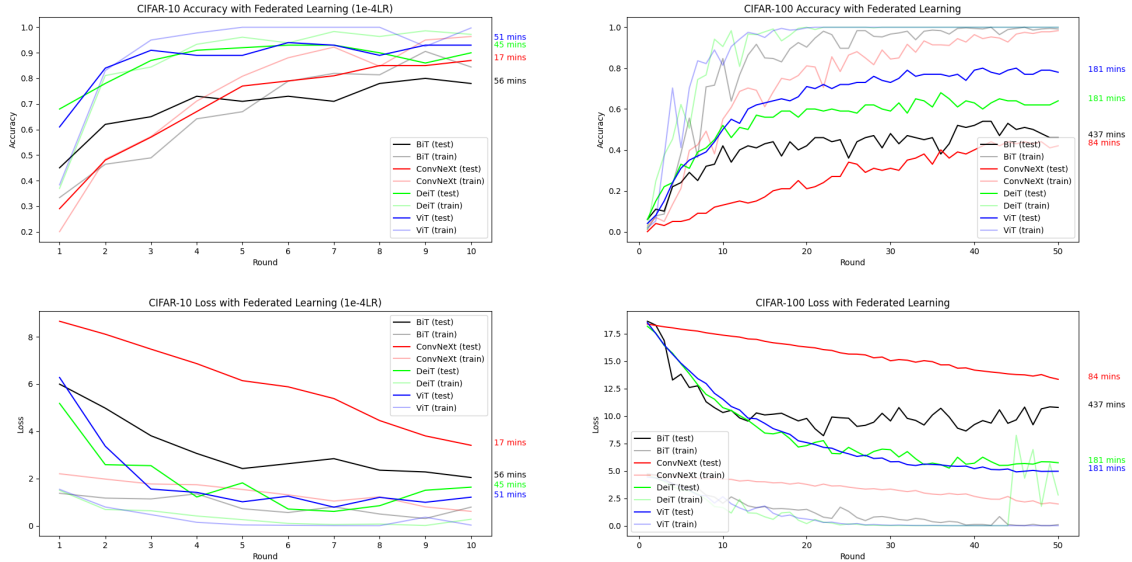 CIFAR-10 Accuracy with Federated Learning (1e-4LR)
1.0
0.9
0.8
0.7
0.6
0.5
0.4
0.3
0.2
Accuracy
1 2 3 4 5 6 7 8 9 10
Round
51 mins
45 mins
17 mins
56 mins
BiT (test)
BiT (train)
ConvNeXt (test)
ConvNeXt (train)
DeiT (test)
DeiT (train)
ViT (test)
ViT (train)
CIFAR-100 Accuracy with Federated Learning
1.0
0.8
0.6
0.4
0.2
0.0
Accuracy
0 10 20 30 40 50
Round
181 mins
181 mins
437 mins
84 mins
BiT (test)
BiT (train)
ConvNeXt (test)
ConvNeXt (train)
DeiT (test)
DeiT (train)
ViT (test)
ViT (train)
CIFAR-10 Loss with Federated Learning (1e-4LR)
8
6
4
2
0
Loss
1 2 3 4 5 6 7 8 9 10
Round
BiT (test)
BiT (train)
ConvNeXt (test)
ConvNeXt (train)
DeiT (test)
DeiT (train)
ViT (test)
ViT (train)
17 mins
56 mins
45 mins
51 mins
CIFAR-100 Loss with Federated Learning
17.5
15.0
12.5
10.0
7.5
5.0
2.5
0.0
Loss
0 10 20 30 40 50
Round
84 mins
437 mins
181 mins
181 mins
BiT (test)
BiT (train)
ConvNeXt (test)
ConvNeXt (train)
DeiT (test)
DeiT (train)
ViT (test)
ViT (train)